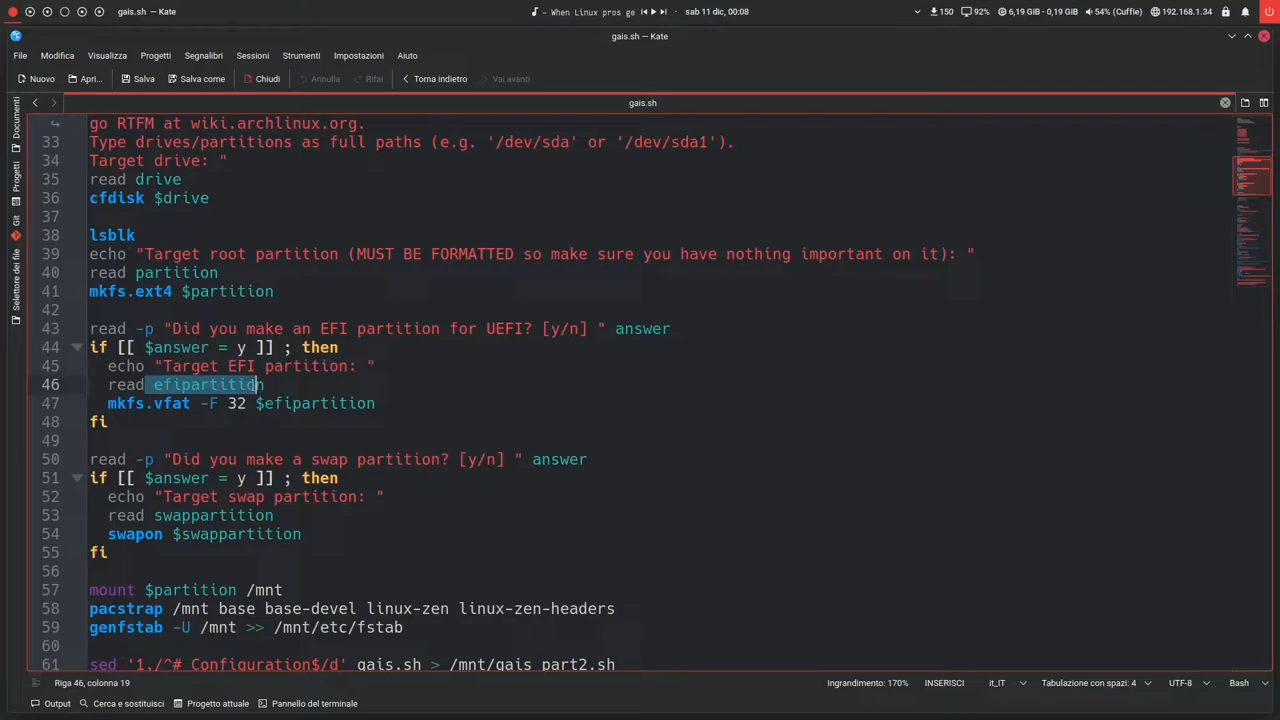 gais.sh — Kate
- When Linux pros ge
sab 11 dic, 00:08
150
92%
6,19 GiB - 0,19 GiB
54% (Cuffie)
192.168.1.34
gais.sh — Kate
File Modifica Visualizza Progetti Segnalibri Sessioni Strumenti Impostazioni Aiuto
Nuovo Apri... Salva Salva come Chiudi Annulla Rifai Torna indietro Vai avanti
gais.sh
Documenti
Progetti
Git
Selettore dei file
go RTFM at wiki.archlinux.org.
33 Type drives/partitions as full paths (e.g. '/dev/sda' or '/dev/sda1').
34 Target drive: "
35 read drive
36 cfdisk $drive
37
38 lsblk
39 echo "Target root partition (MUST BE FORMATTED so make sure you have nothing important on it): "
40 read partition
41 mkfs.ext4 $partition
42
43 read -p "Did you make an EFI partition for UEFI? [y/n] " answer
44 if [[ $answer = y ]] ; then
45 echo "Target EFI partition: "
46 read efipartition
47 mkfs.vfat -F 32 $efipartition
48 fi
49
50 read -p "Did you make a swap partition? [y/n] " answer
51 if [[ $answer = y ]] ; then
52 echo "Target swap partition: "
53 read swappartition
54 swapon $swappartition
55 fi
56
57 mount $partition /mnt
58 pacstrap /mnt base base-devel linux-zen linux-zen-headers
59 genfstab -U /mnt >> /mnt/etc/fstab
60
61 sed '1,/^# Configuration$/d' gais.sh > /mnt/gais_part2.sh
Riga 46, colonna 19
Ingrandimento: 170% INSERISCI it_IT Tabulazione con spazi: 4 UTF-8 Bash
Output Cerca e sostituisci Progetto attuale Pannello del terminale